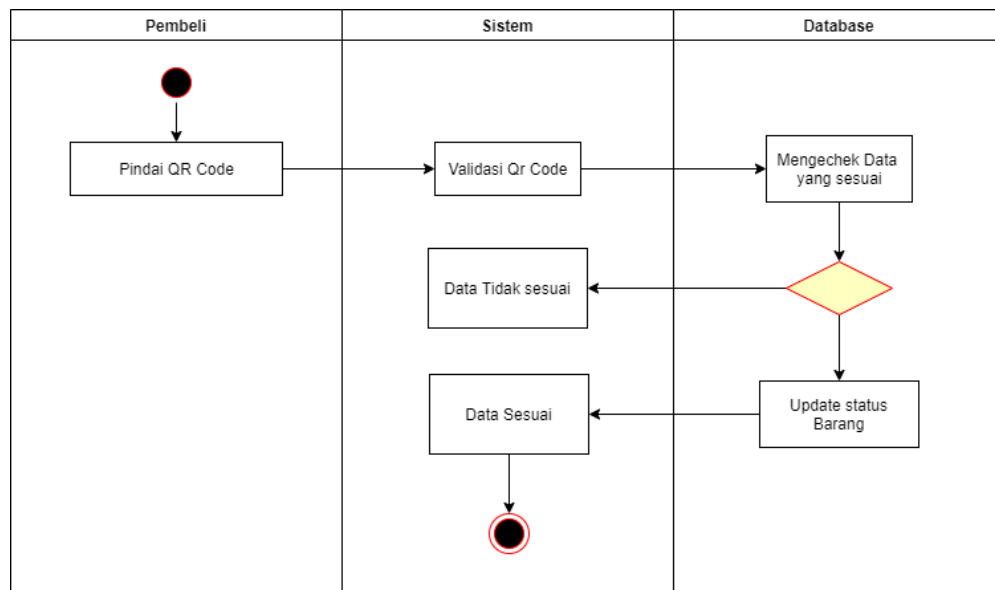 Pembeli
Sistem
Database
Pindai QR Code
Validasi Qr Code
Mengechek Data
yang sesuai
Data Tidak sesuai
Data Sesuai
Update status
Barang